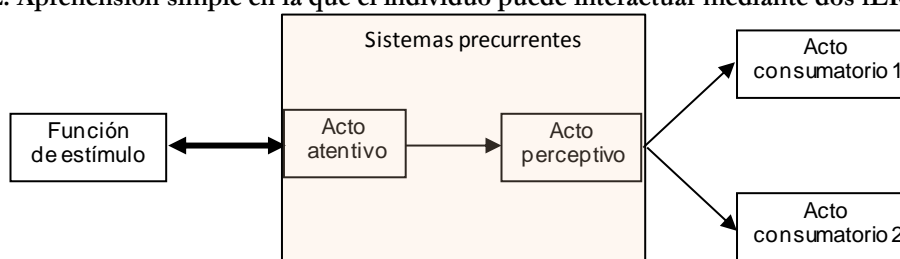 Aprehensión simple en la que el individuo puede interactuar mediante dos
Sistemas precurrentes
Acto
consumatorio 1
Función
de estímulo
Acto
atentivo
Acto
perceptivo
Acto
consumatorio 2